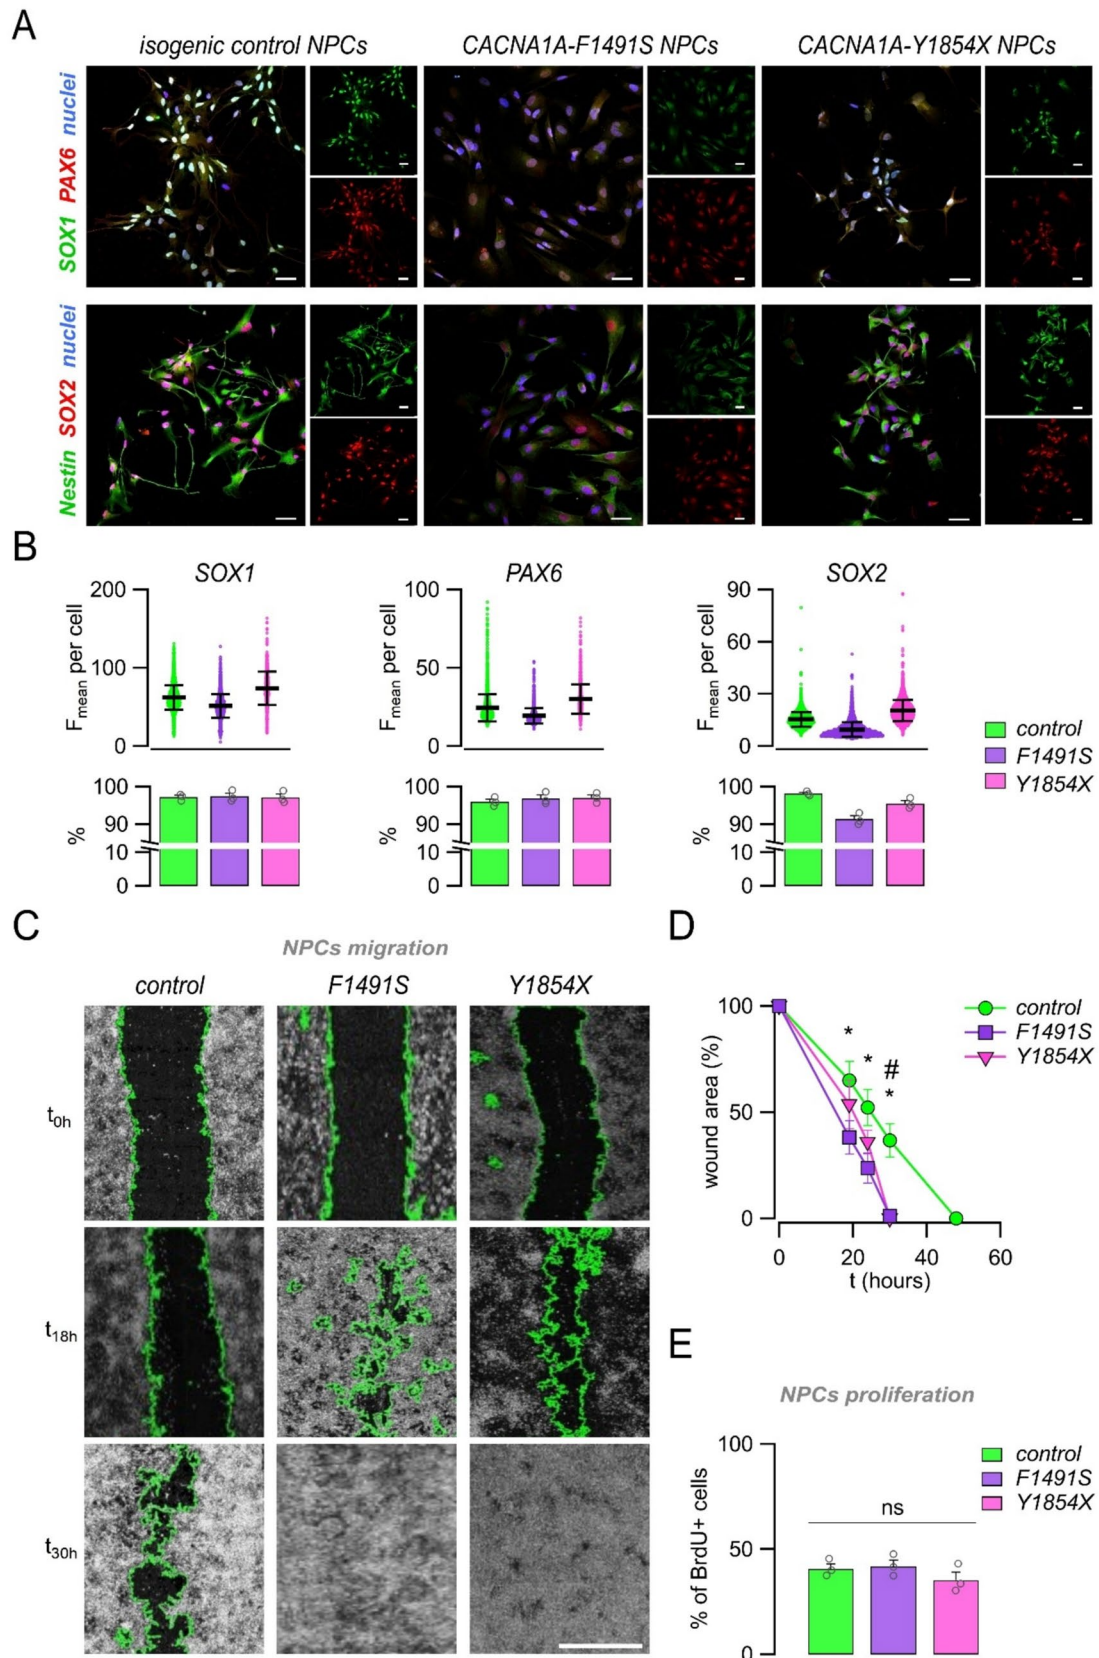 A
isogenic control NPCs
CACNA1A-F1491S NPCs
CACNA1A-Y1854X NPCs
SOX1 PAX6 nuclei
Nestin SOX2 nuclei
B
SOX1
PAX6
SOX2
Fmean per cell
200
100
0
Fmean per cell
100
50
0
Fmean per cell
90
60
30
0
%
100
90
10
0
%
100
90
10
0
%
100
90
10
0
control
F1491S
Y1854X
C
NPCs migration
control
F1491S
Y1854X
t0h
t18h
t30h
D
wound area (%)
100
50
0
*
*
#
*
control
F1491S
Y1854X
0
20
40
60
t (hours)
E
NPCs proliferation
% of BrdU+ cells
100
50
0
ns
control
F1491S
Y1854X